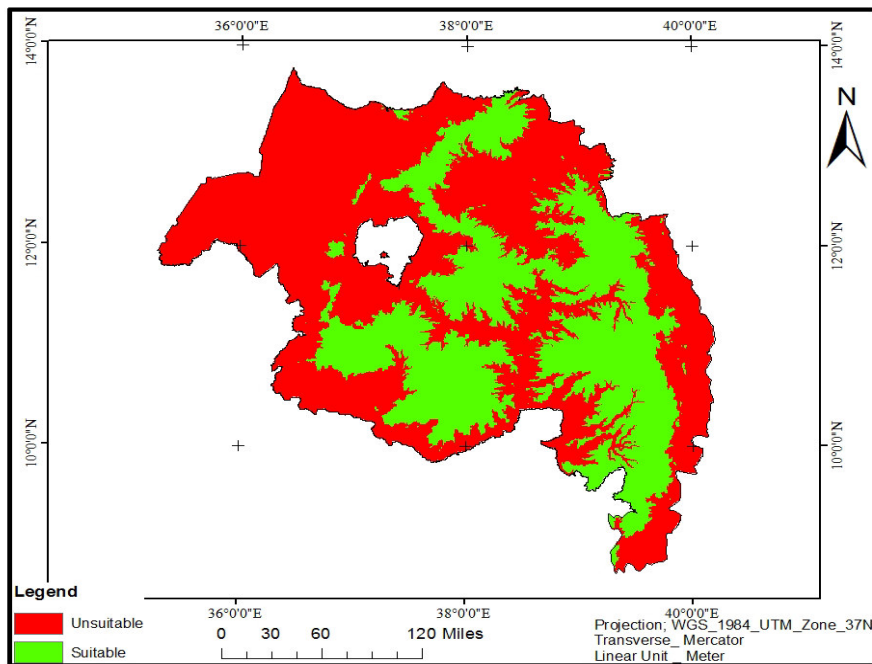 36°0'0"E 38°0'0"E 40°0'0"E
14°0'0"N 14°0'0"N
N
12°0'0"N 12°0'0"N
10°0'0"N 10°0'0"N
Legend
Unsuitable
Suitable
36°0'0"E 38°0'0"E 40°0'0"E
0 30 60 120 Miles
Projection; WGS_1984_UTM_Zone_37N
Transverse_ Mercator
Linear Unit _ Meter